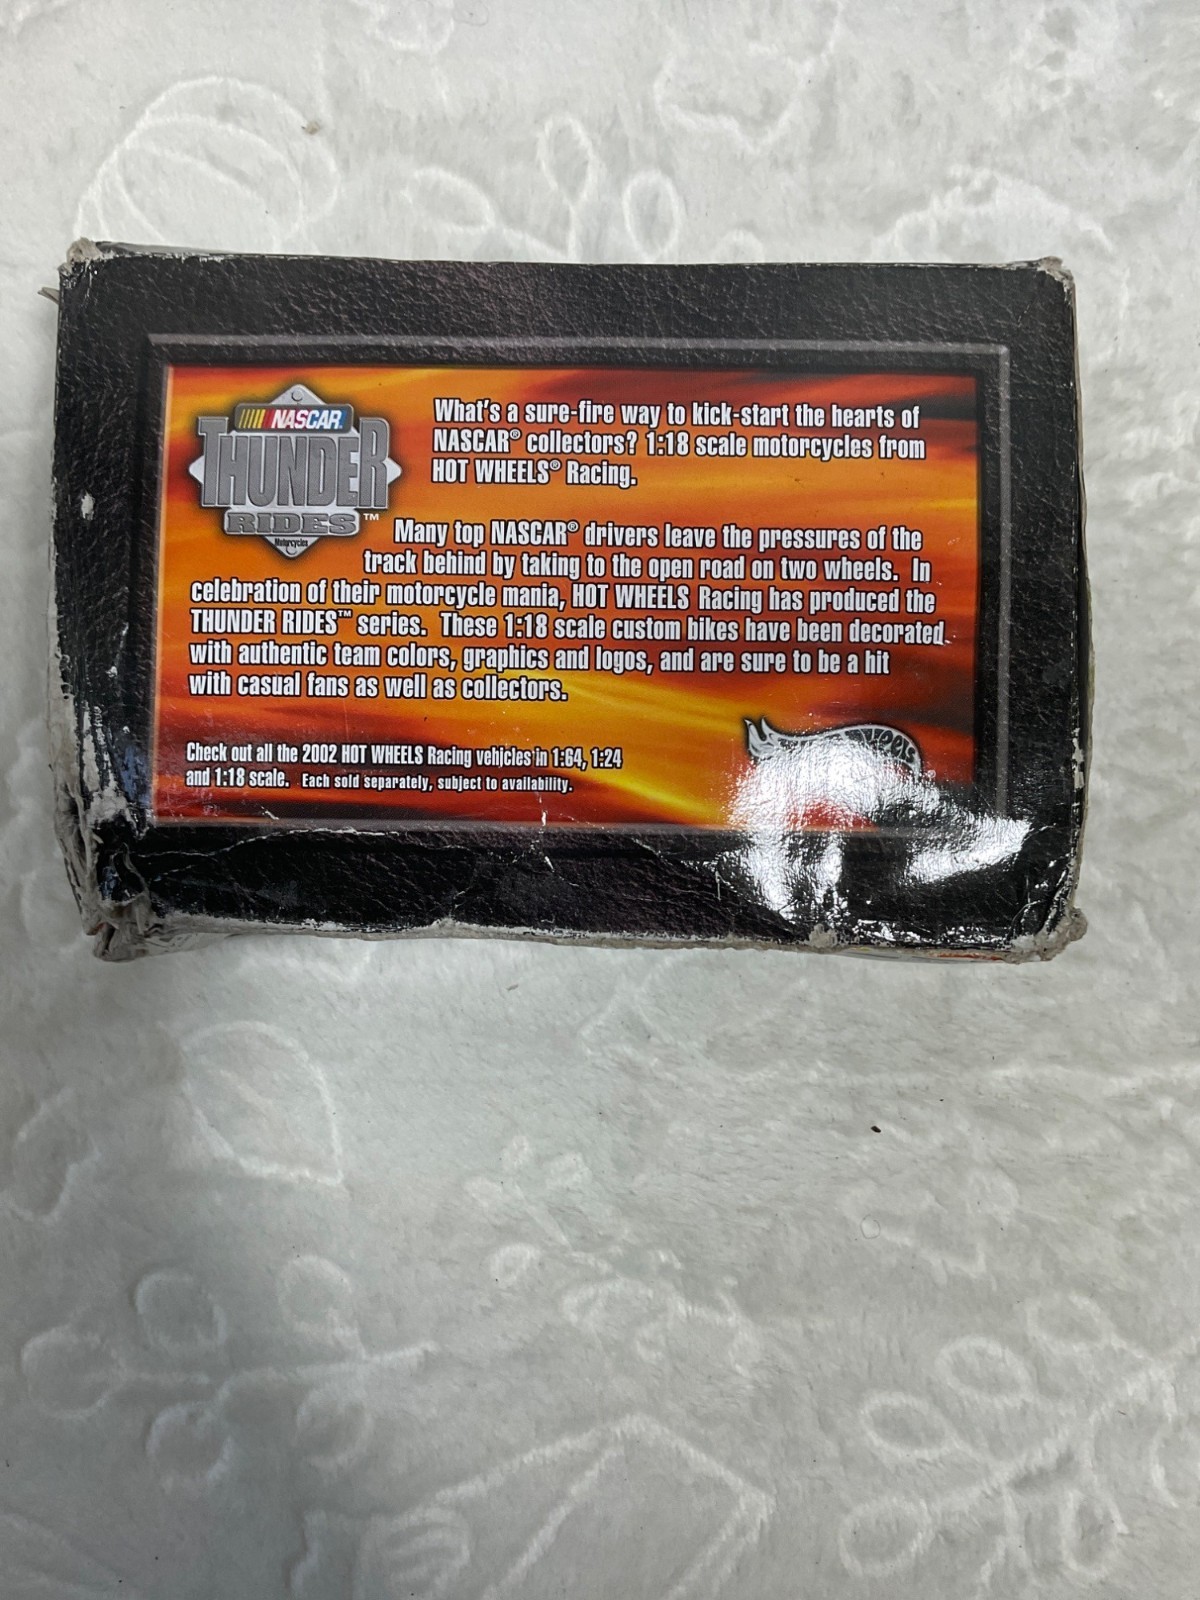 NASCAR
THUNDER
RIDES™
Motorcycles
What's a sure-fire way to kick-start the hearts of
NASCAR® collectors? 1:18 scale motorcycles from
HOT WHEELS® Racing.
Many top NASCAR® drivers leave the pressures of the
track behind by taking to the open road on two wheels. In
celebration of their motorcycle mania, HOT WHEELS Racing has produced the
THUNDER RIDES™ series. These 1:18 scale custom bikes have been decorated
with authentic team colors, graphics and logos, and are sure to be a hit
with casual fans as well as collectors.
Check out all the 2002 HOT WHEELS Racing vehicles in 1:64, 1:24
and 1:18 scale. Each sold separately, subject to availability.